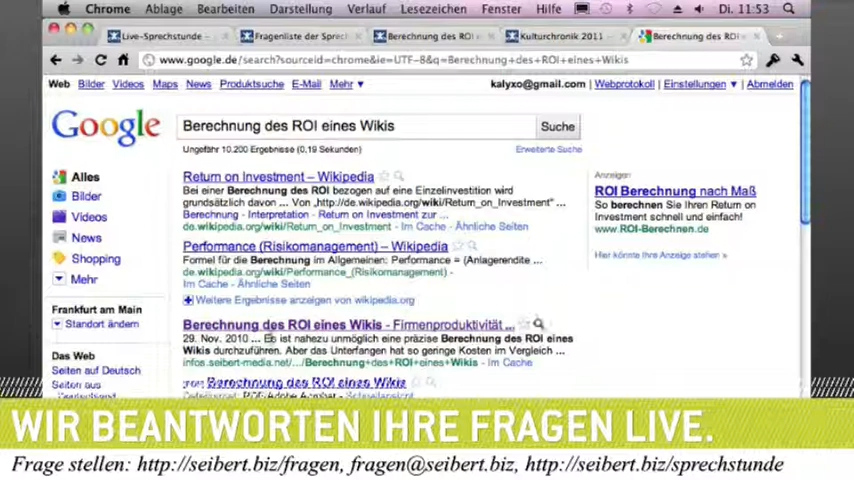 Chrome Ablage Bearbeiten Darstellung Verlauf Lesezeichen Fenster Hilfe Di. 11:53
Live-Sprechstunde – Fragenliste der Sprec Berechnung des ROI Kulturchronik 2011 – Berechnung des ROI
www.google.de/search?sourceid=chrome&ie=UTF-8&q=Berechnung+des+ROI+eines+Wikis
Web Bilder Videos Maps News Produktsuche E-Mail Mehr kalyxo@gmail.com | Webprotokoll | Einstellungen | Abmelden
Google
Berechnung des ROI eines Wikis
Suche
Ungefähr 10.200 Ergebnisse (0,19 Sekunden)
Erweiterte Suche
Alles
Bilder
Videos
News
Shopping
Mehr
Frankfurt am Main
Standort ändern
Das Web
Seiten auf Deutsch
Seiten aus
Deutschland
Return on Investment – Wikipedia
Bei einer Berechnung des ROI bezogen auf eine Einzelinvestition wird
grundsätzlich davon ... Von „http://de.wikipedia.org/wiki/Return_on_Investment" ...
Berechnung - Interpretation - Return on Investment zur ...
de.wikipedia.org/wiki/Return_on_Investment - Im Cache - Ähnliche Seiten
Performance (Risikomanagement) – Wikipedia
Formel für die Berechnung im Allgemeinen: Performance = (Anlagerendite ...
de.wikipedia.org/wiki/Performance_(Risikomanagement) -
Im Cache - Ähnliche Seiten
Weitere Ergebnisse anzeigen von wikipedia.org
Berechnung des ROI eines Wikis - Firmenproduktivität ...
29. Nov. 2010 ... Es ist nahezu unmöglich eine präzise Berechnung des ROI eines
Wikis durchzuführen. Aber das Unterfangen hat so geringe Kosten im Vergleich ...
infos.seibert-media.net/.../Berechnung+des+ROI+eines+Wikis - Im Cache
[PDF] Berechnung des ROI eines Wikis
Dateiformat: PDF/Adobe Acrobat - Schnellansicht
Anzeigen
ROI Berechnung nach Maß
So berechnen Sie Ihren Return on
Investment schnell und einfach!
www.ROI-Berechnen.de
Hier könnte Ihre Anzeige stehen »
WIR BEANTWORTEN IHRE FRAGEN LIVE.
Frage stellen: http://seibert.biz/fragen, fragen@seibert.biz, http://seibert.biz/sprechstunde